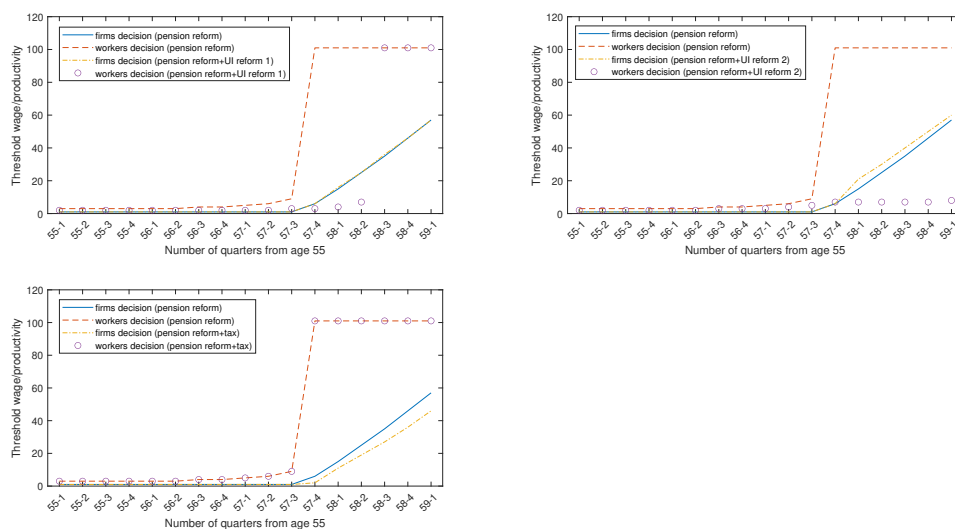 120
100
80
60
40
20
0
Threshold wage/productivity
firms decision (pension reform)
workers decision (pension reform)
firms decision (pension reform+UI reform 1)
workers decision (pension reform+UI reform 1)
55-1 55-2 55-3 55-4 56-1 56-2 56-3 56-4 57-1 57-2 57-3 57-4 58-1 58-2 58-3 58-4 59-1
Number of quarters from age 55
120
100
80
60
40
20
0
Threshold wage/productivity
firms decision (pension reform)
workers decision (pension reform)
firms decision (pension reform+UI reform 2)
workers decision (pension reform+UI reform 2)
55-1 55-2 55-3 55-4 56-1 56-2 56-3 56-4 57-1 57-2 57-3 57-4 58-1 58-2 58-3 58-4 59-1
Number of quarters from age 55
120
100
80
60
40
20
0
Threshold wage/productivity
firms decision (pension reform)
workers decision (pension reform)
firms decision (pension reform+tax)
workers decision (pension reform+tax)
55-1 55-2 55-3 55-4 56-1 56-2 56-3 56-4 57-1 57-2 57-3 57-4 58-1 58-2 58-3 58-4 59-1
Number of quarters from age 55